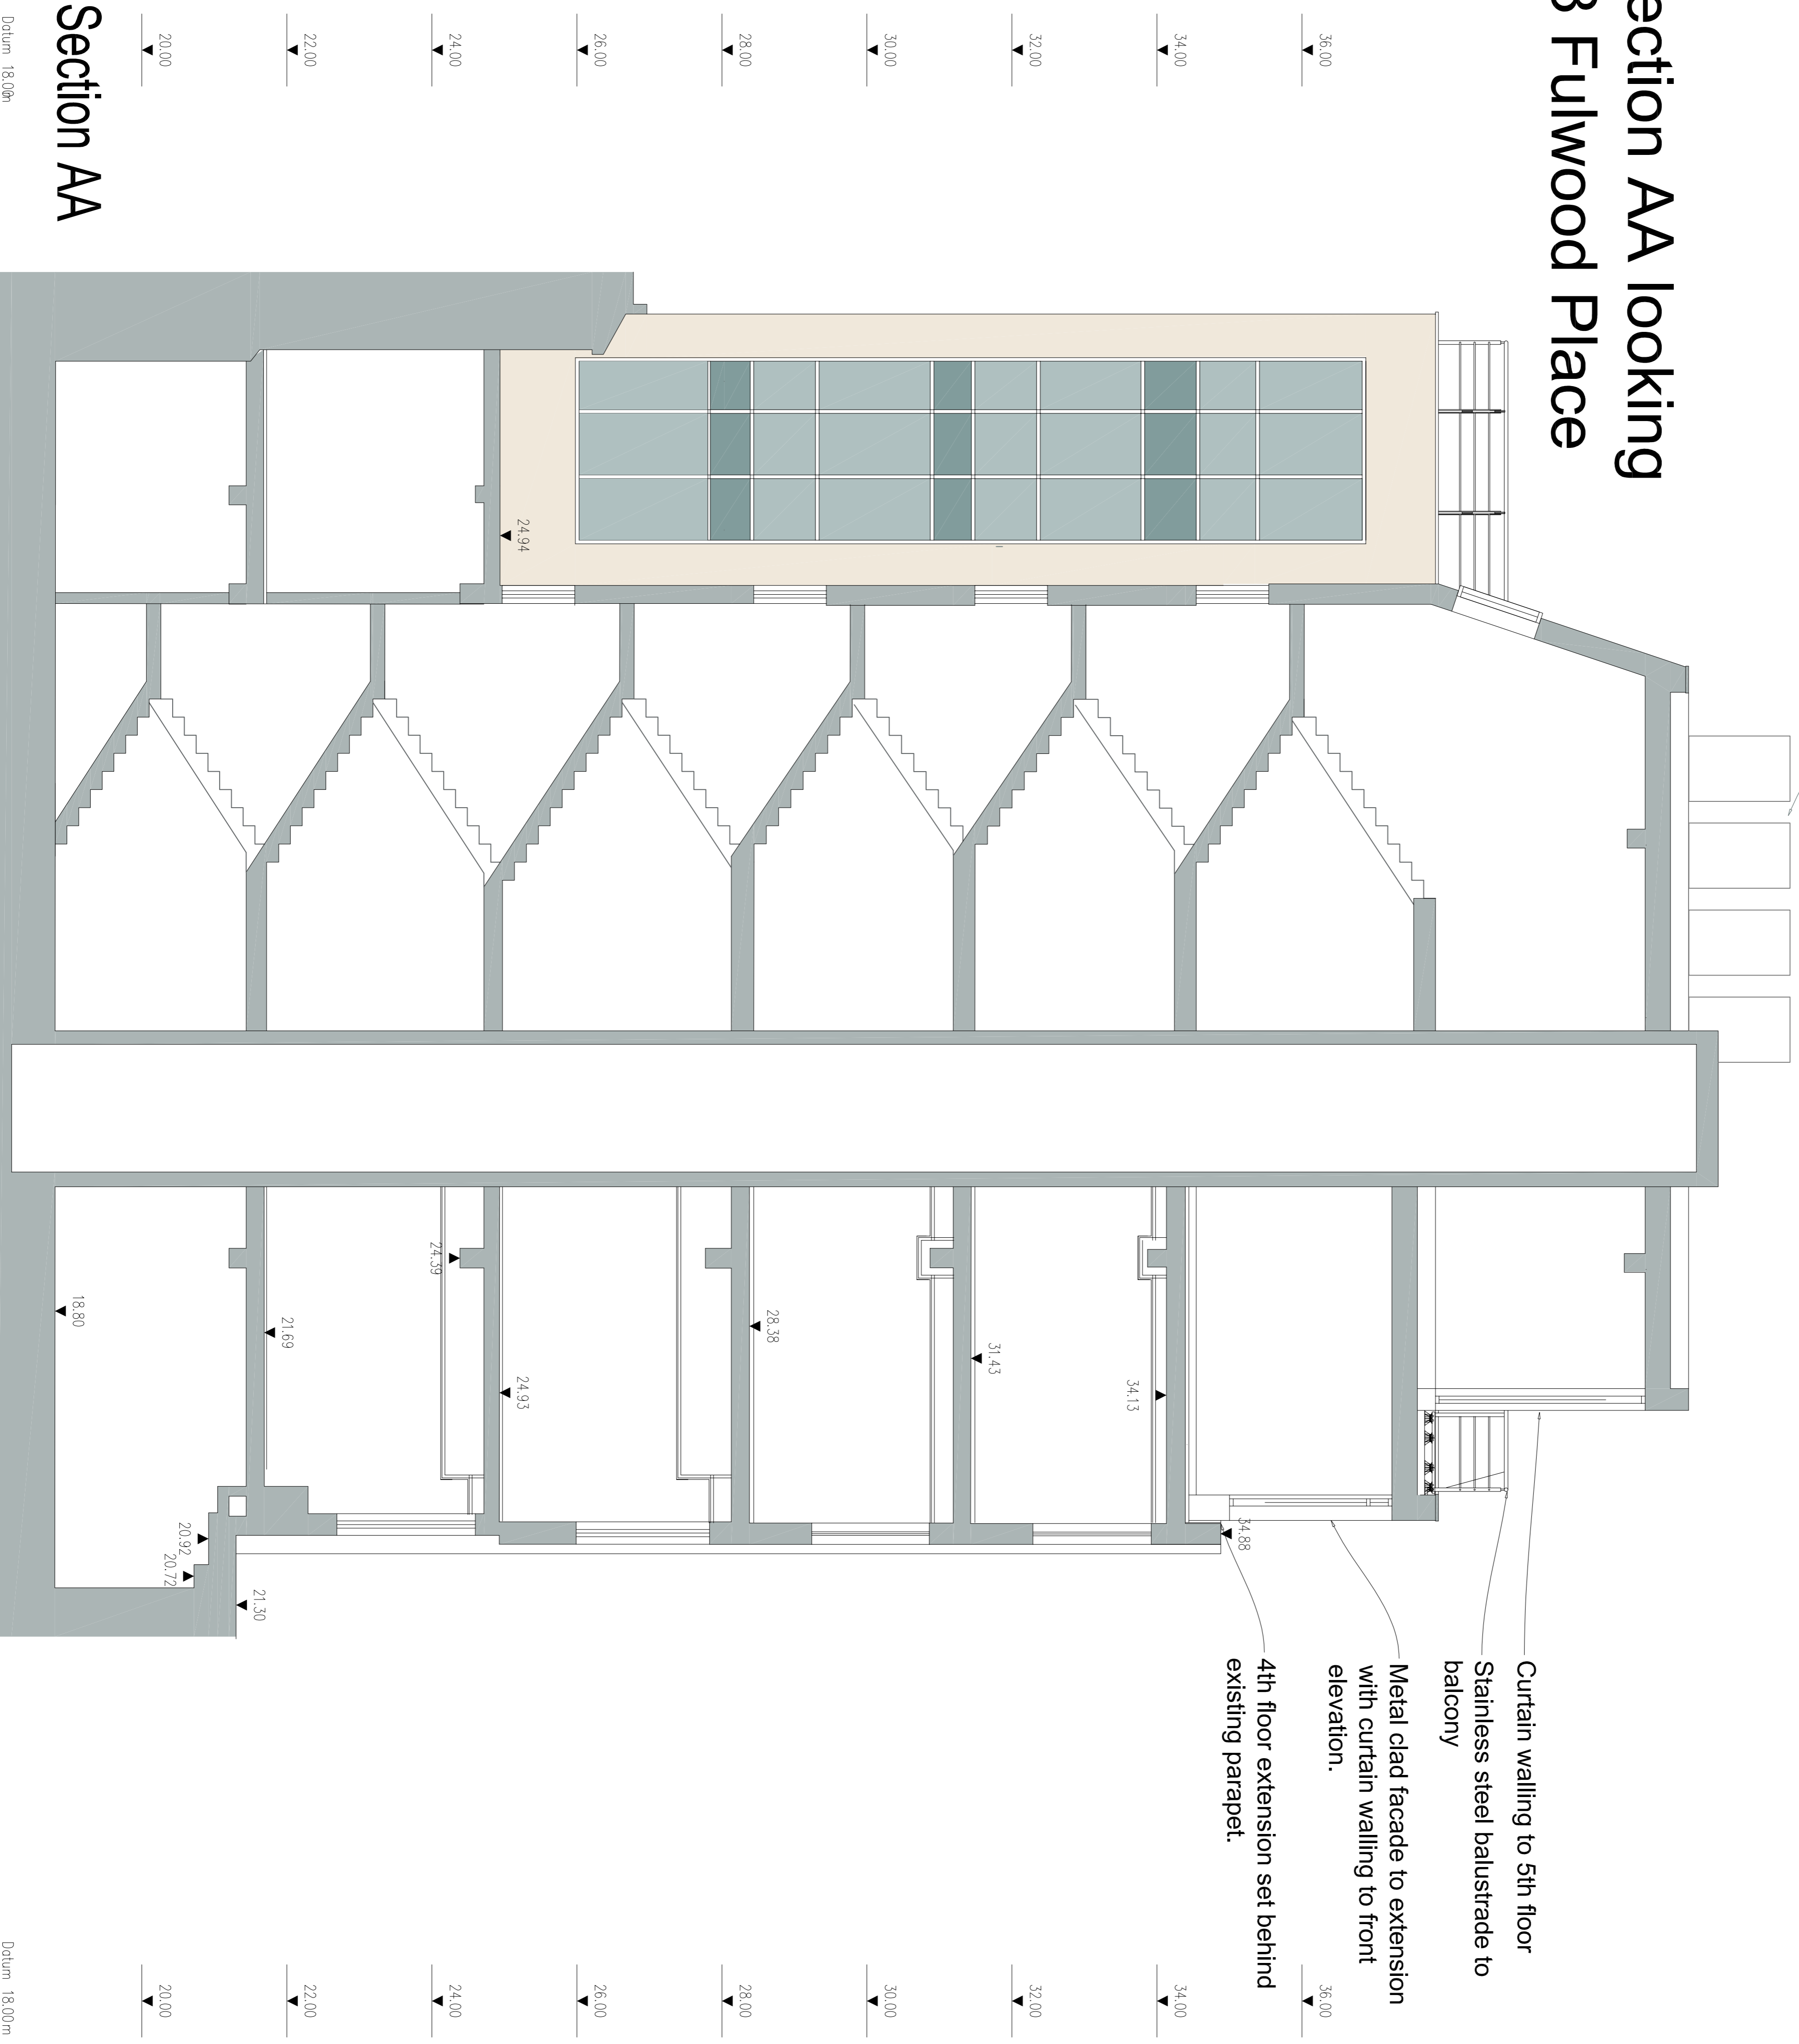 ection AA looking
3 Fulwood Place
36.00
34.00
32.00
30.00
28.00
26.00
24.00
22.00
20.00
Datum 18.00m
Section AA
24.94
34.13
31.43
28.38
24.93
24.39
21.69
18.80
34.88
20.92
20.72
21.30
Curtain walling to 5th floor
Stainless steel balustrade to
balcony
Metal clad facade to extension
with curtain walling to front
elevation.
4th floor extension set behind
existing parapet.
36.00
34.00
32.00
30.00
28.00
26.00
24.00
22.00
20.00
Datum 18.00m